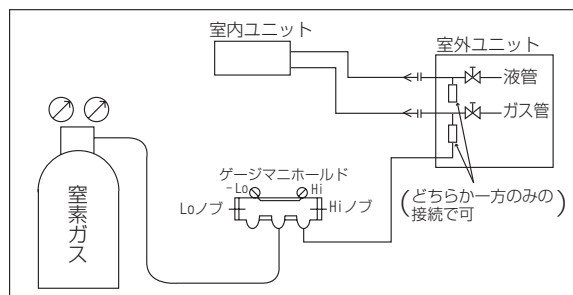 室内ユニット
室外ユニット
液管
ガス管
ゲージマニホールド
-Lo
Hi
Loノブ
Hiノブ
(どちらか一方のみの
接続で可)
窒素ガス